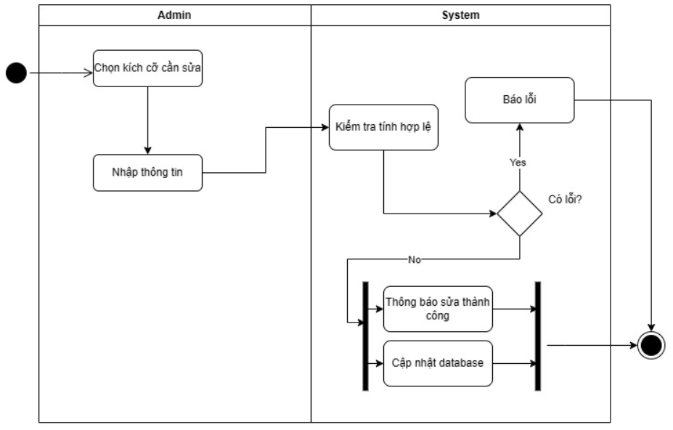 Admin
System
Chọn kích cỡ cần sửa
Báo lỗi
Kiểm tra tính hợp lệ
Nhập thông tin
Yes
Có lỗi?
No
Thông báo sửa thành
công
Cập nhật database